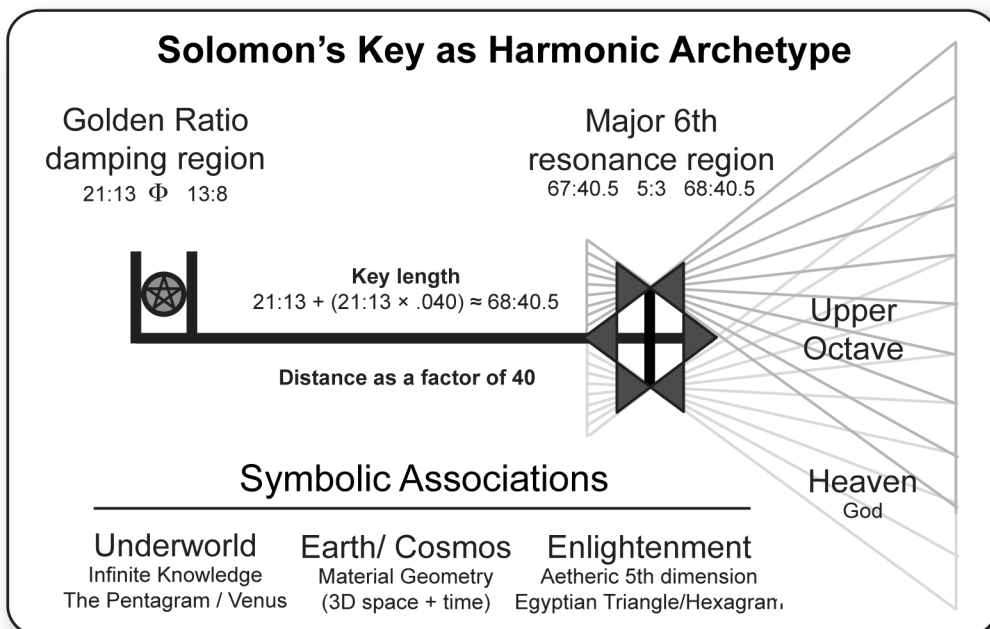 Solomon's Key as Harmonic Archetype
Golden Ratio
damping region
21:13 Φ 13:8
Major 6th
resonance region
67:40.5 5:3 68:40.5
Key length
21:13 + (21:13 × .040) ≈ 68:40.5
Distance as a factor of 40
Upper
Octave
Heaven
God
Symbolic Associations
Underworld
Infinite Knowledge
The Pentagram / Venus
Earth/ Cosmos
Material Geometry
(3D space + time)
Enlightenment
Aetheric 5th dimension
Egyptian Triangle/Hexagram